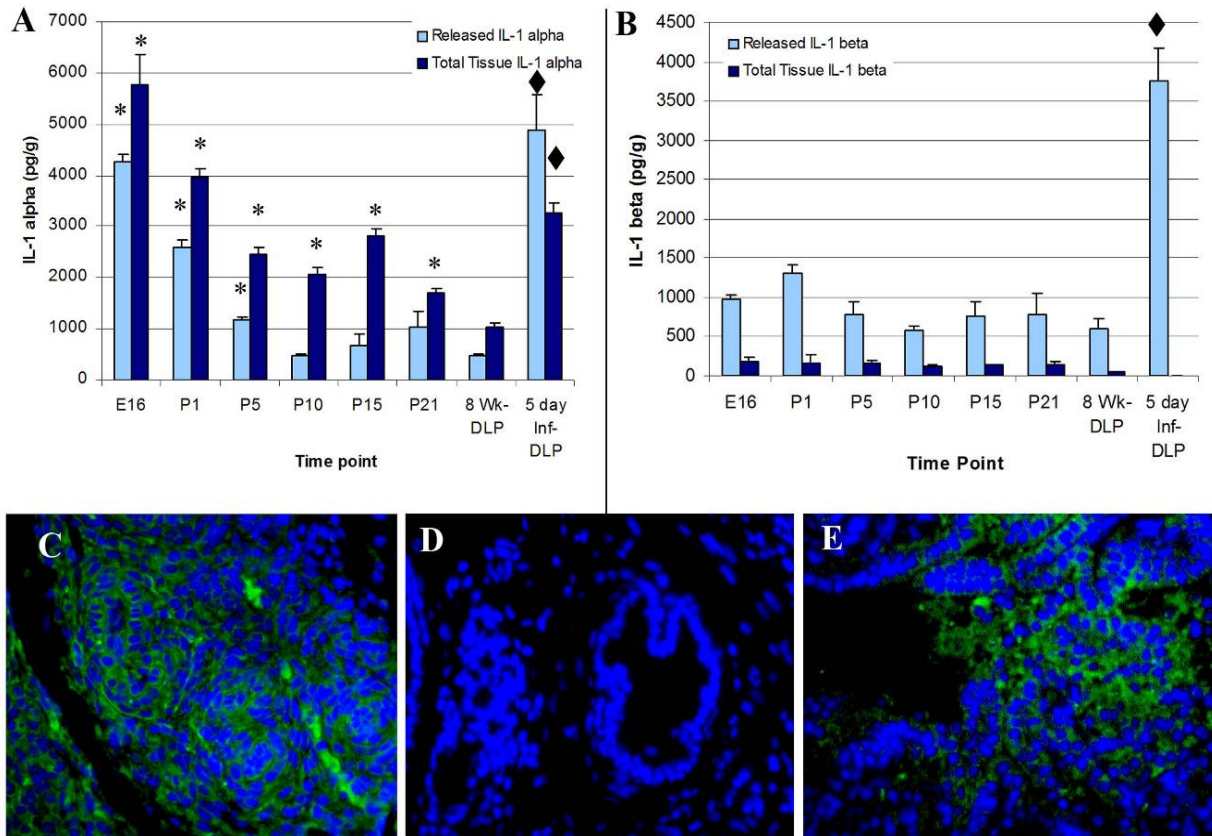 A
7000
6000
5000
4000
3000
2000
1000
0
IL-1 alpha (pg/g)
Released IL-1 alpha
Total Tissue IL-1 alpha
* * * * * * * * *
E16 P1 P5 P10 P15 P21 8 Wk- 5 day
DLP Inf-
DLP
Time point
B
4500
4000
3500
3000
2500
2000
1500
1000
500
0
IL-1 beta (pg/g)
Released IL-1 beta
Total Tissue IL-1 beta
E16 P1 P5 P10 P15 P21 8 Wk- 5 day
DLP Inf-
DLP
Time Point
C
D
E